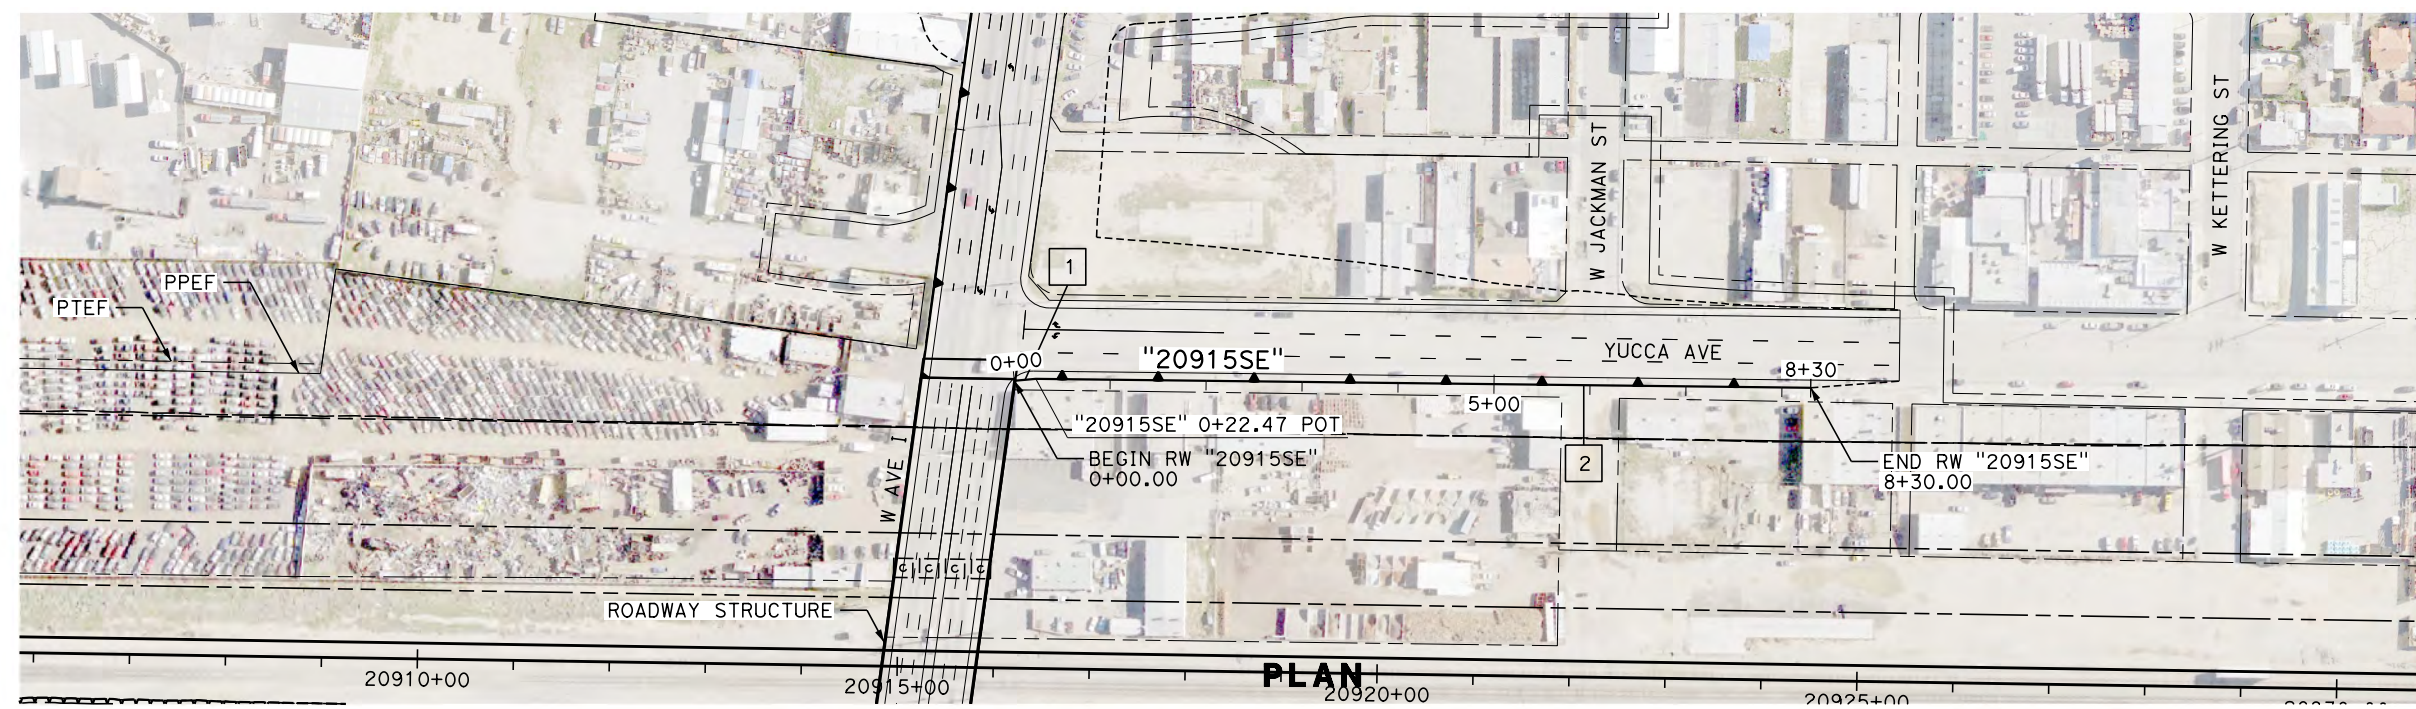 W JACKMAN ST
W KETTERING ST
1
PPEF
PTEF
0+00
"20915SE"
YUCCA AVE
8+30
5+00
"20915SE" 0+22.47 POT
BEGIN RW "20915SE"
0+00.00
2
END RW "20915SE"
8+30.00
W AVE I
C C C C
ROADWAY STRUCTURE
PLAN
20910+00
20915+00
20920+00
20925+00